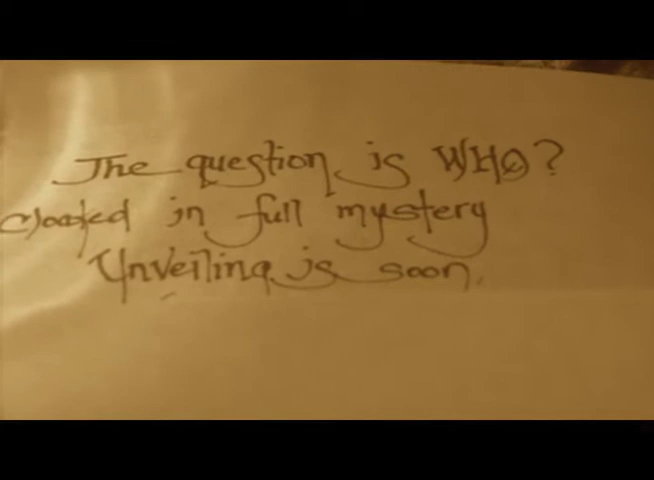 The question is WHO?
Cloaked in full mystery
Unveiling is soon.